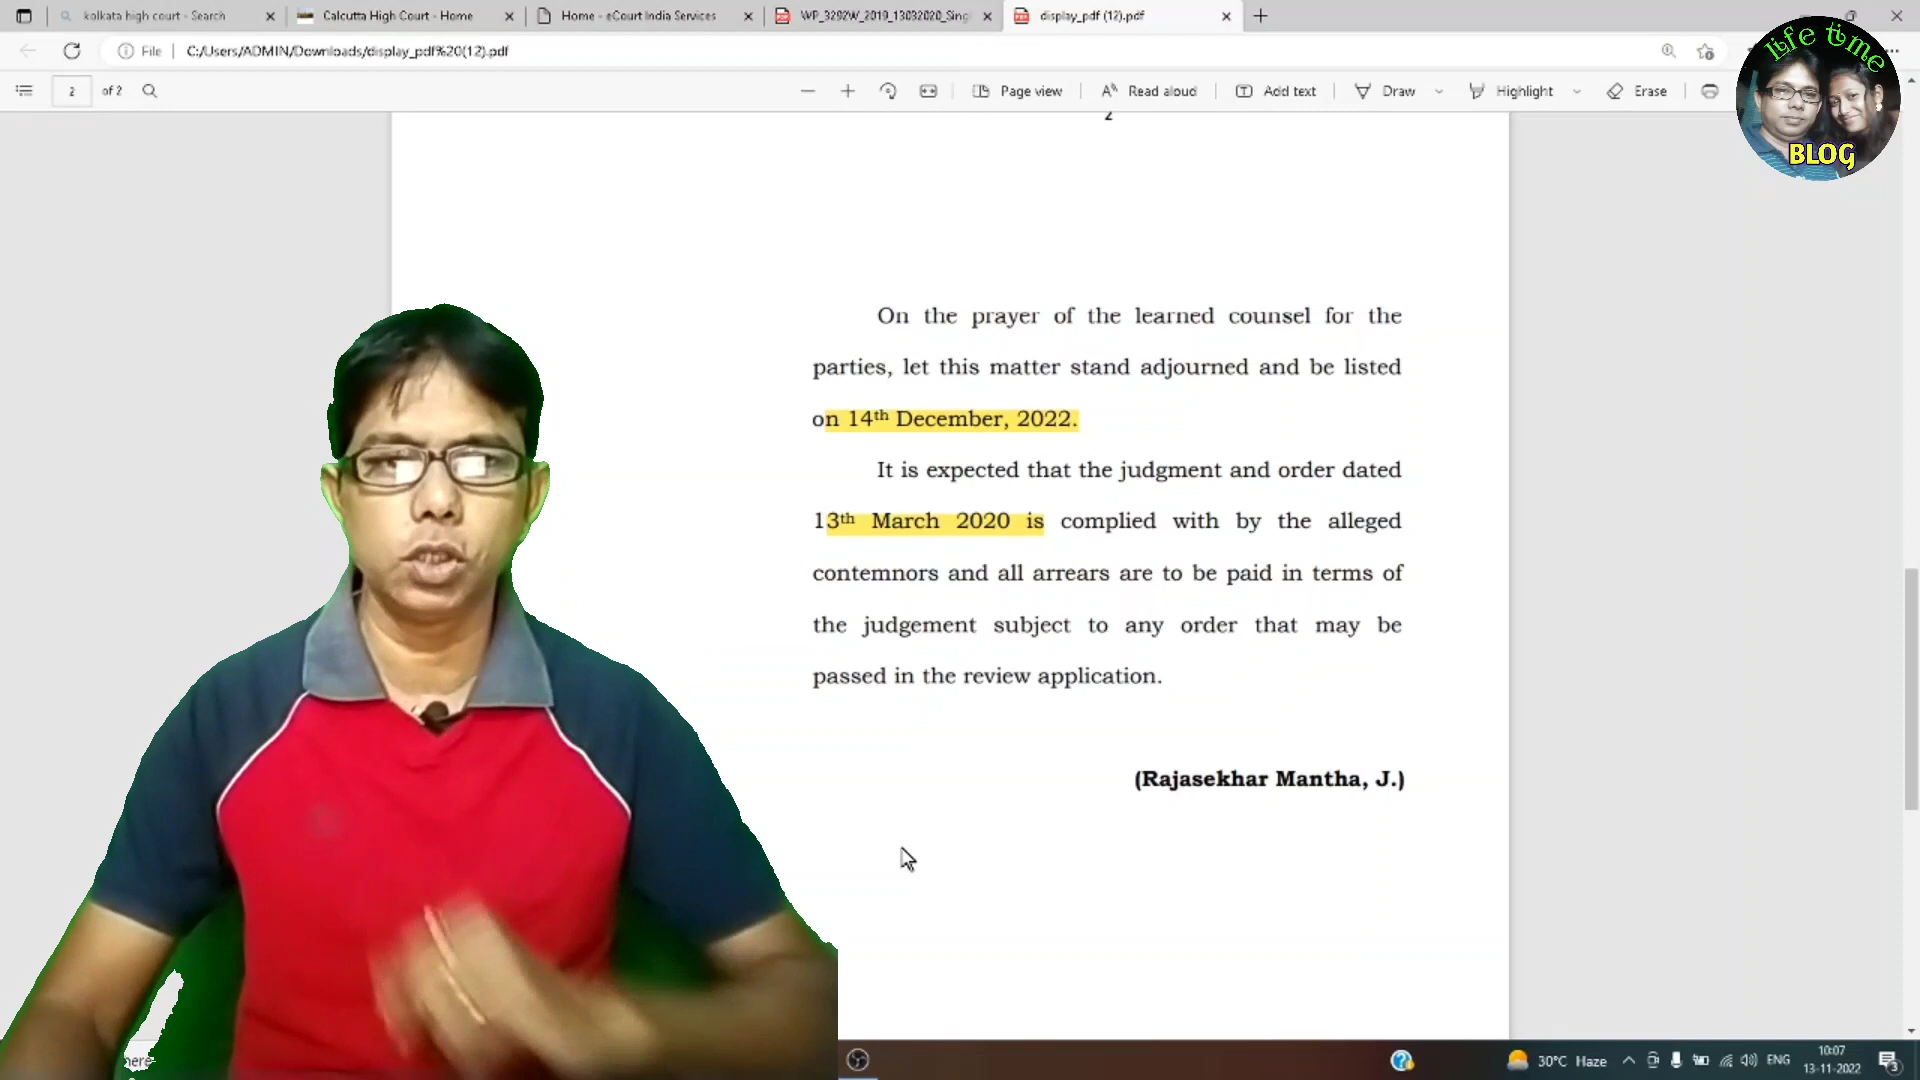 kolkata high court - Search
Calcutta High Court - Home
Home - eCourt India Services
WP_3292W_2019_13032020_Sing
display_pdf (12).pdf
File
C:/Users/ADMIN/Downloads/display_pdf%20(12).pdf
2 of 2
Page view
Read aloud
Add text
Draw
Highlight
Erase
Life time
BLOG
2
On the prayer of the learned counsel for the
parties, let this matter stand adjourned and be listed
on 14th December, 2022.
It is expected that the judgment and order dated
13th March 2020 is complied with by the alleged
contemnors and all arrears are to be paid in terms of
the judgement subject to any order that may be
passed in the review application.
(Rajasekhar Mantha, J.)
here
30°C Haze
ENG
10:07
13-11-2022
3